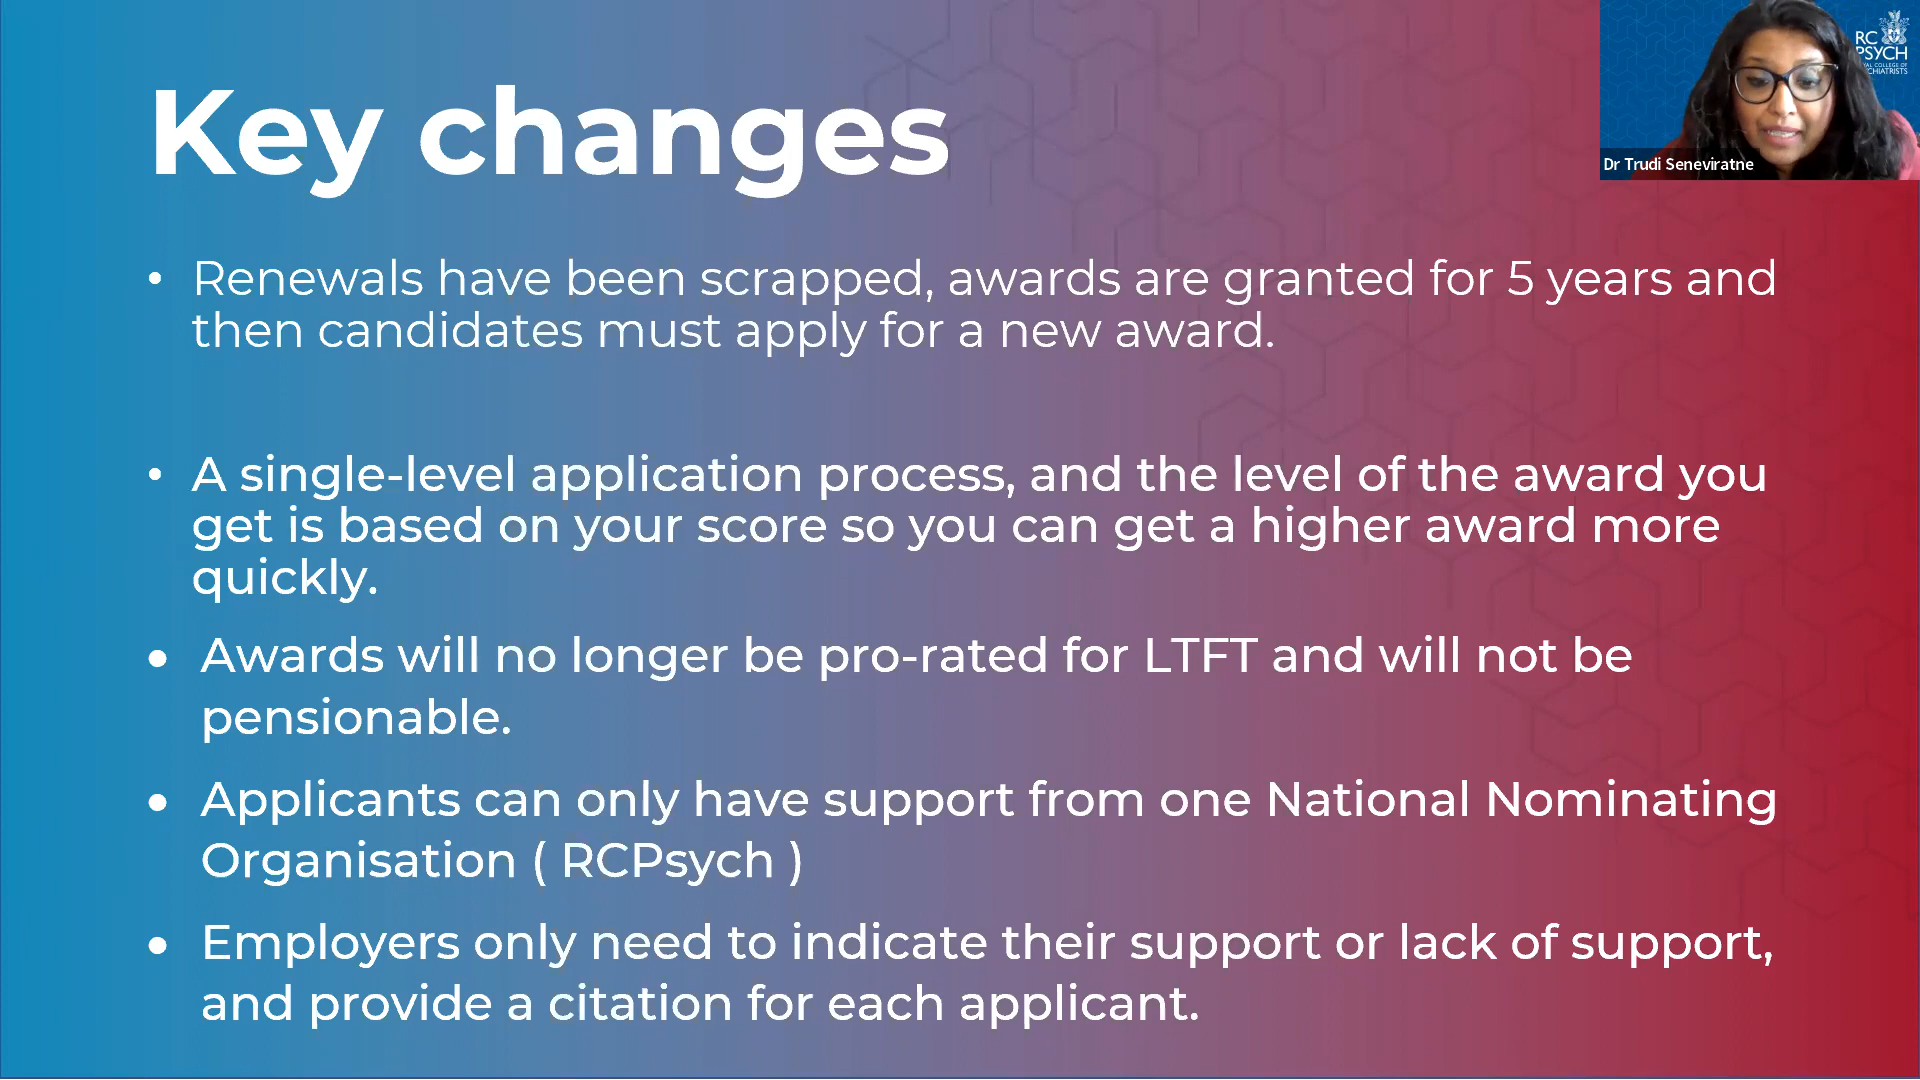 Key changes
RC
PSYCH
Dr Trudi Seneviratne
• Renewals have been scrapped, awards are granted for 5 years and
then candidates must apply for a new award.
• A single-level application process, and the level of the award you
get is based on your score so you can get a higher award more
quickly.
• Awards will no longer be pro-rated for LTFT and will not be
pensionable.
• Applicants can only have support from one National Nominating
Organisation ( RCPsych )
• Employers only need to indicate their support or lack of support,
and provide a citation for each applicant.